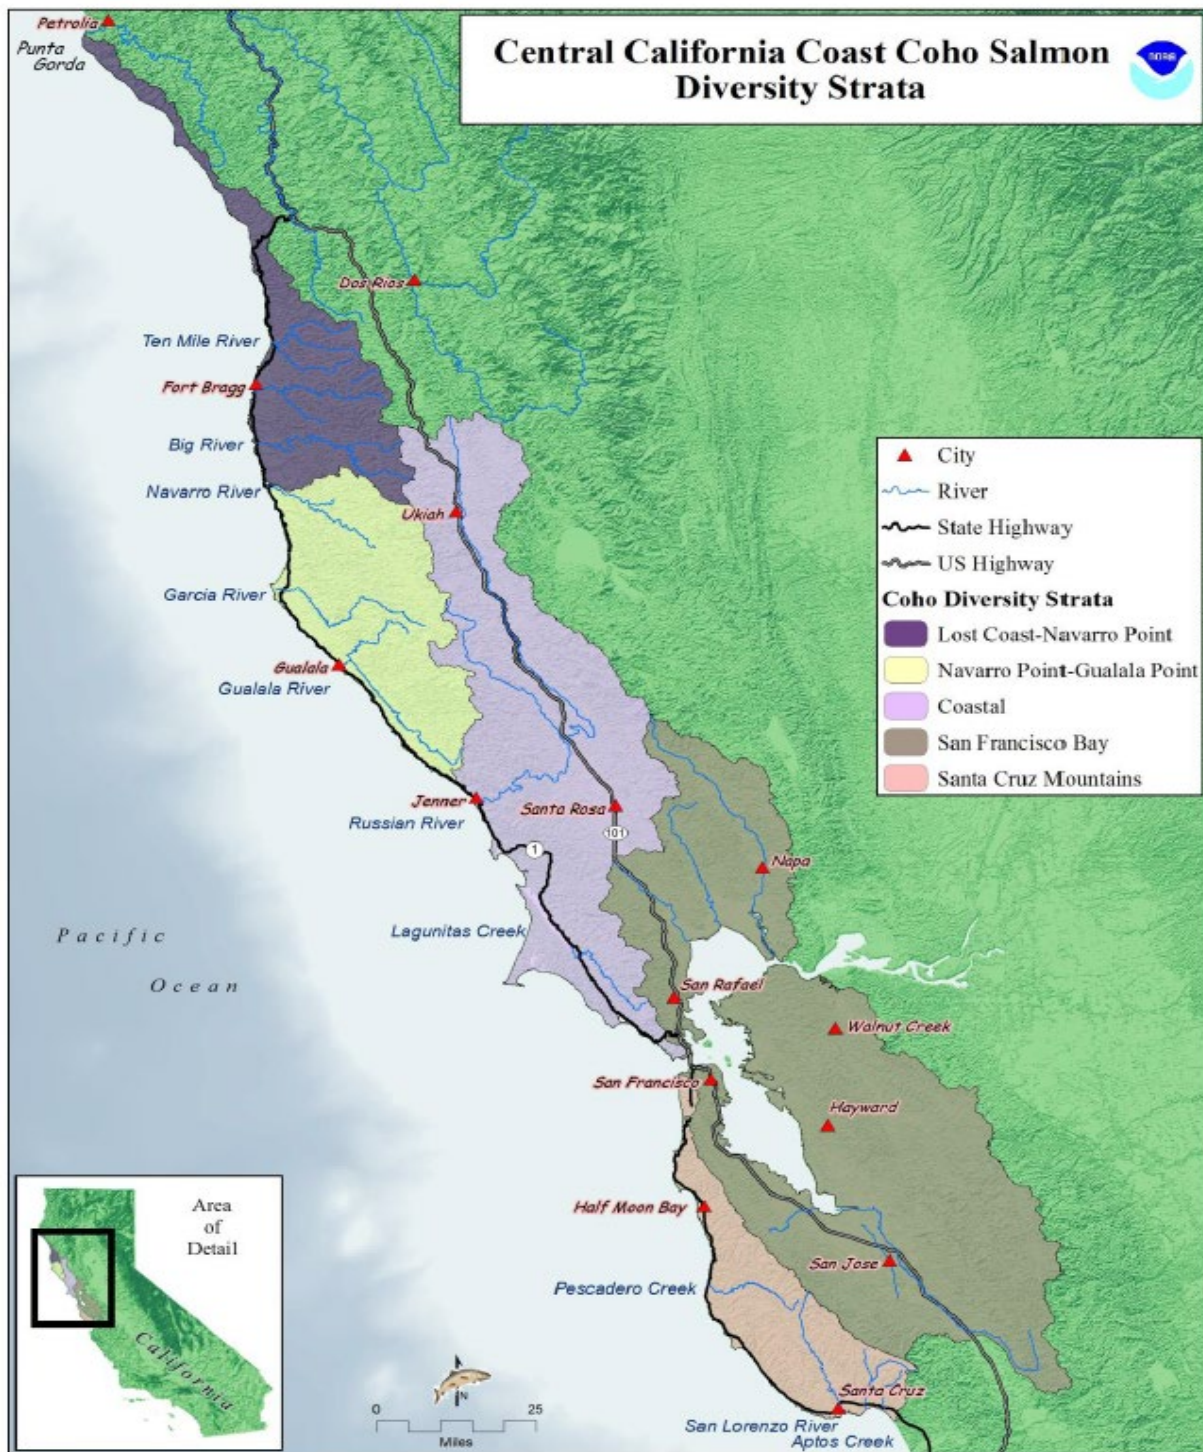 Central California Coast Coho Salmon
Diversity Strata
NOAA
Petrolia
Punta
Gorda
Dos Rios
Ten Mile River
Fort Bragg
Big River
Navarro River
Ukiah
Garcia River
Gualala
Gualala River
Jenner
Russian River
Santa Rosa
101
1
Napa
Lagunitas Creek
Pacific
Ocean
San Rafael
Walnut Creek
San Francisco
Hayward
Half Moon Bay
San Jose
Pescadero Creek
Santa Cruz
San Lorenzo River
Aptos Creek
City
River
State Highway
US Highway
Coho Diversity Strata
Lost Coast-Navarro Point
Navarro Point-Gualala Point
Coastal
San Francisco Bay
Santa Cruz Mountains
Area
of
Detail
California
N
0 25
Miles